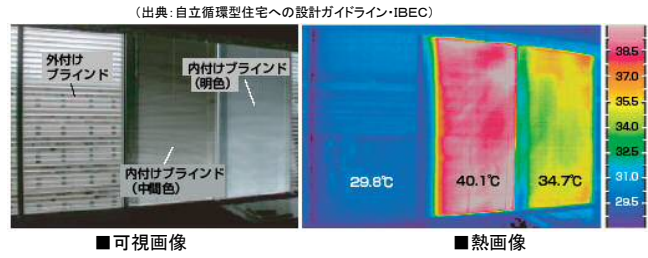 （出典：自立循環型住宅への設計ガイドライン・IBEC）
外付け
ブラインド
内付けブラインド
（明色）
内付けブラインド
（中間色）
29.8℃
40.1℃
34.7℃
38.5
37.0
35.5
34.0
32.5
31.0
29.5
■可視画像
■熱画像